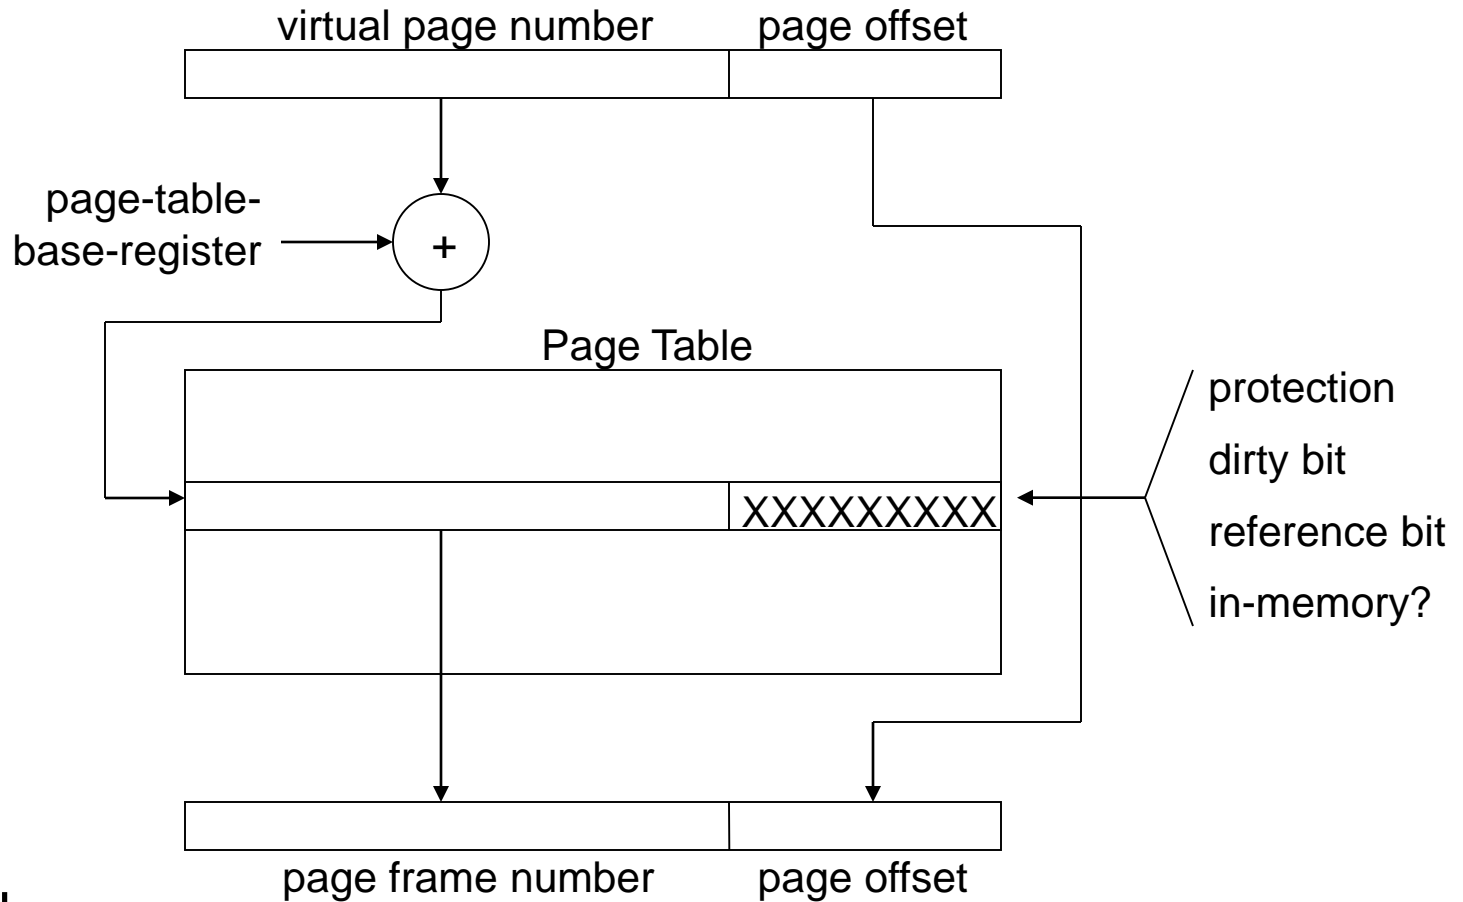 virtual page number
page offset
page-table-
base-register
+
Page Table
protection
dirty bit
XXXXXXXXX
reference bit
in-memory?
page frame number
page offset